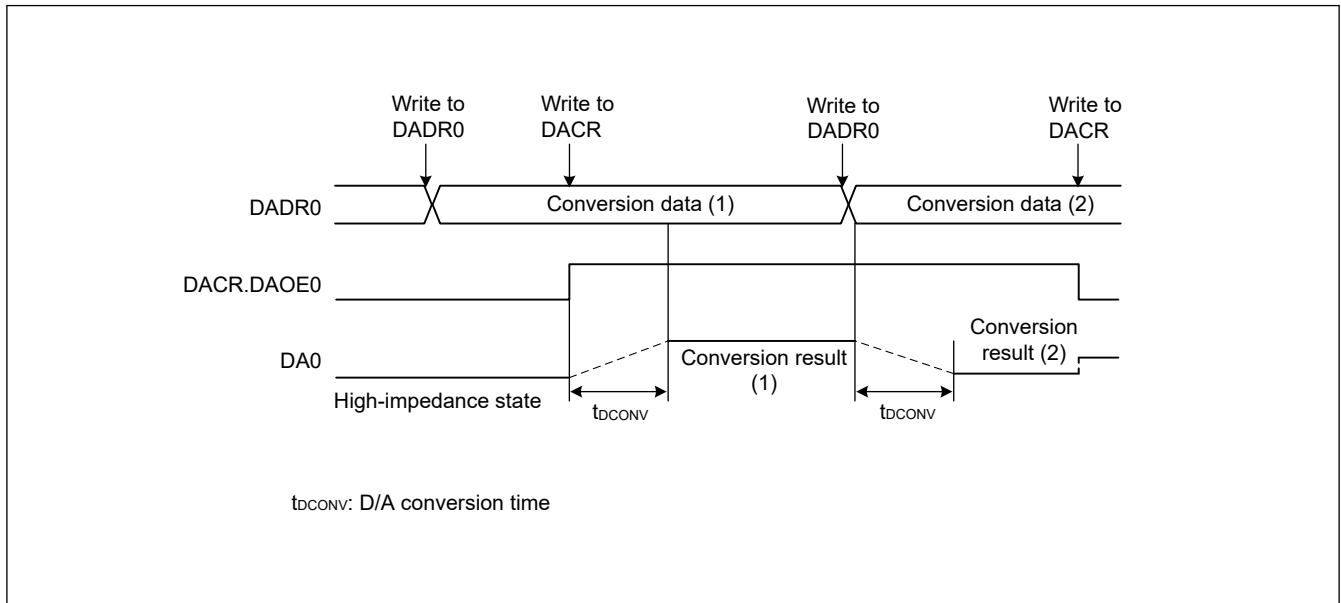 Write to
DADR0
Write to
DACR
Write to
DADR0
Write to
DACR
DADR0
Conversion data (1)
Conversion data (2)
DACR.DAOE0
DA0
Conversion result
(1)
Conversion
result (2)
High-impedance state
tDCONV
tDCONV
tDCONV: D/A conversion time